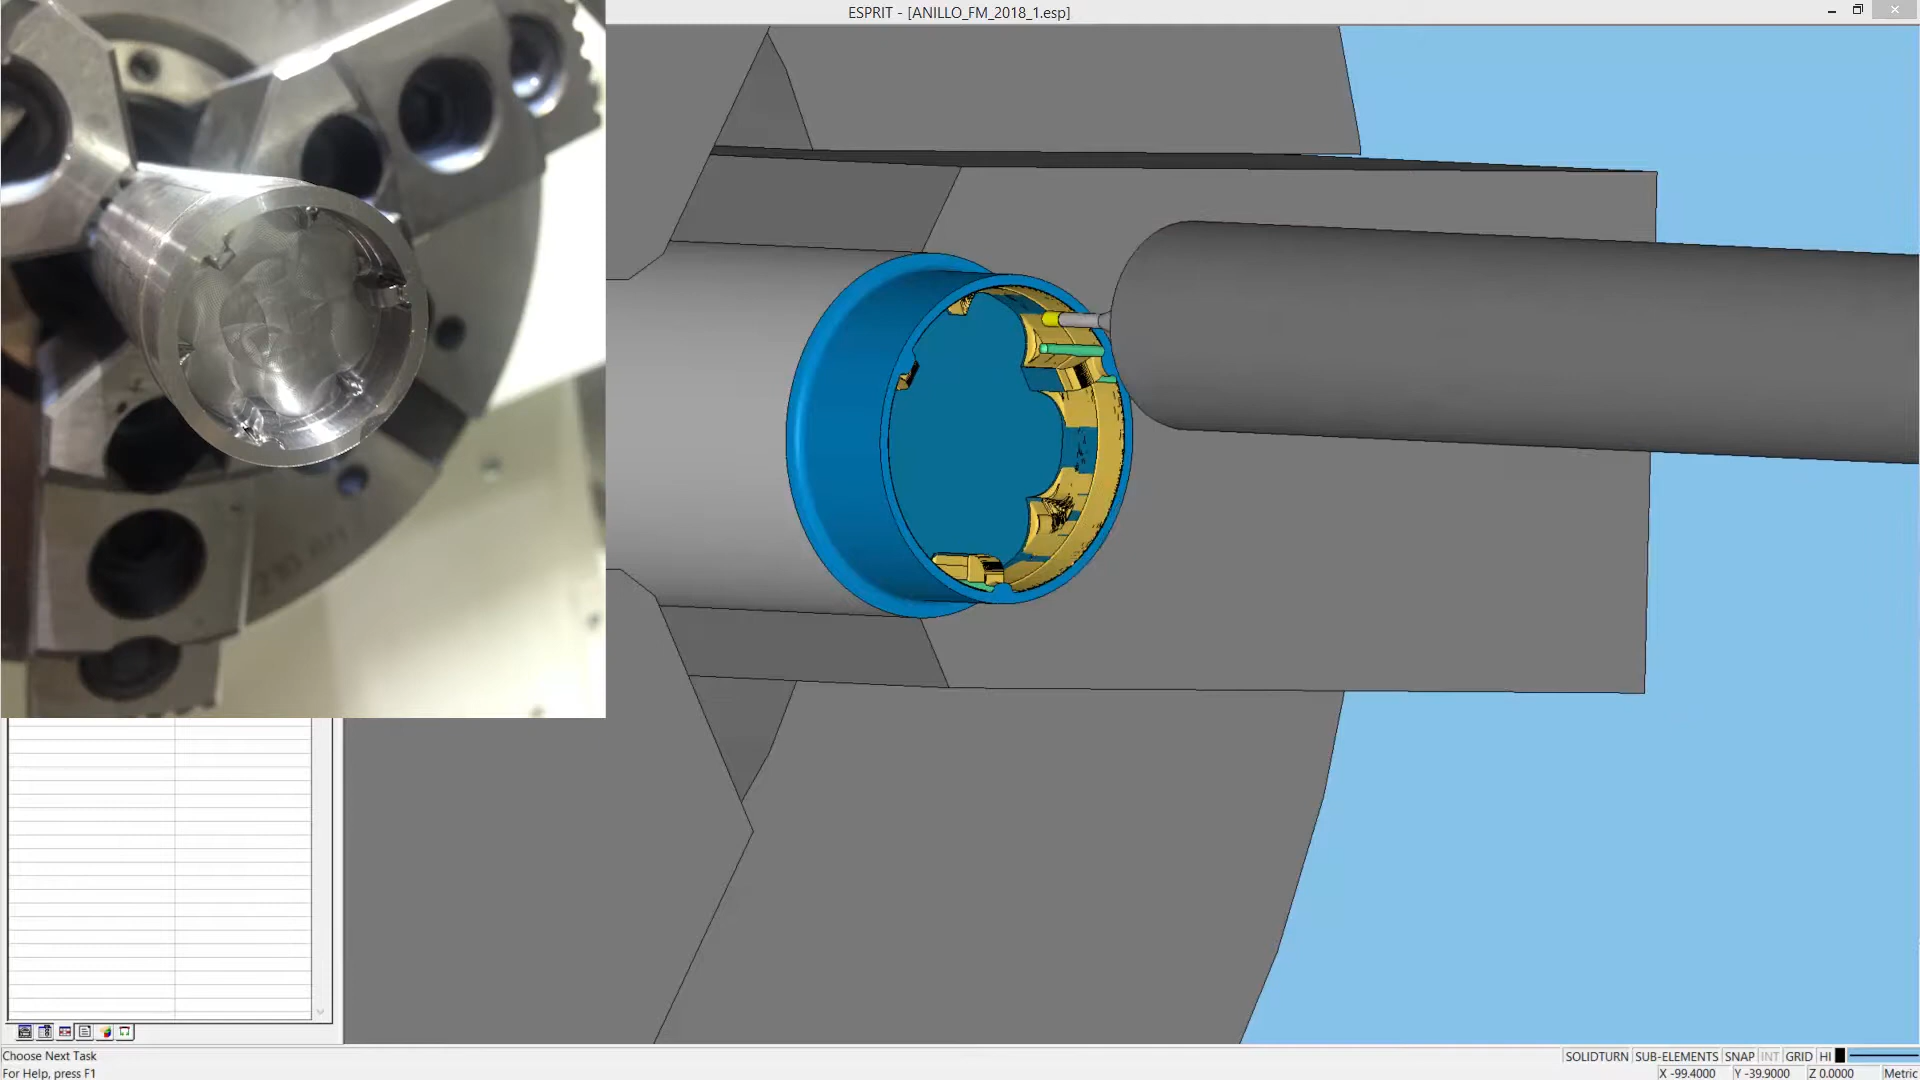 ESPRIT - [ANILLO_FM_2018_1.esp]
Choose Next Task
SOLIDTURN SUB-ELEMENTS SNAP INT GRID HI
For Help, press F1
X -99.4000 Y -39.9000 Z 0.0000 Metric